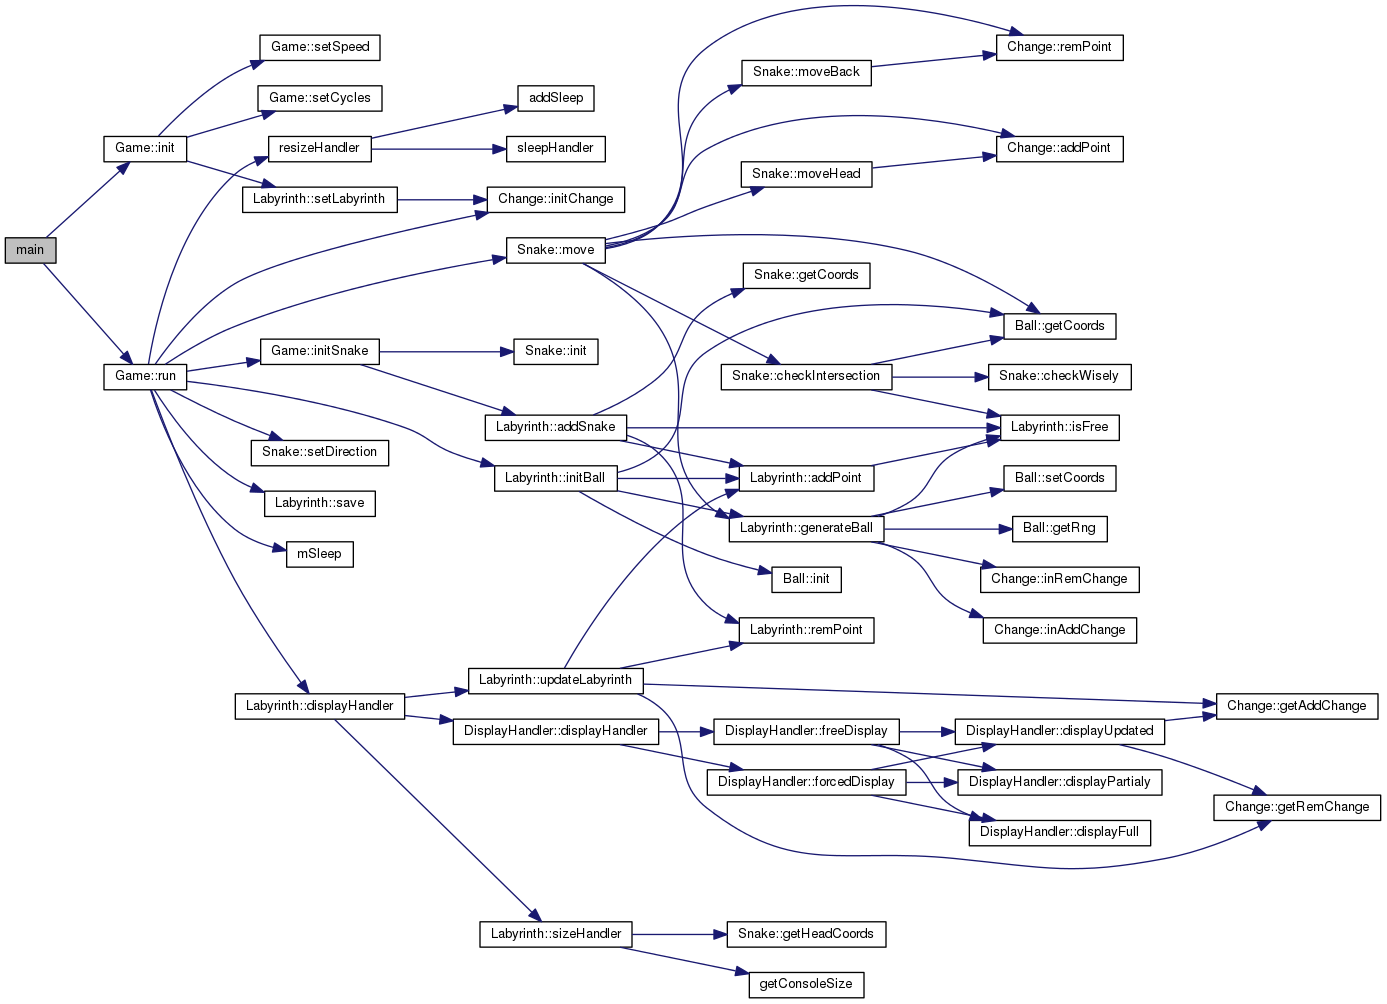 main
Game::init
Game::run
Game::setSpeed
Game::setCycles
resizeHandler
Labyrinth::setLabyrinth
addSleep
sleepHandler
Change::initChange
Snake::move
Game::initSnake
Snake::init
Labyrinth::addSnake
Snake::setDirection
Labyrinth::initBall
Labyrinth::save
mSleep
Snake::moveBack
Snake::moveHead
Snake::getCoords
Snake::checkIntersection
Labyrinth::addPoint
Labyrinth::generateBall
Ball::init
Labyrinth::remPoint
Change::remPoint
Change::addPoint
Ball::getCoords
Snake::checkWisely
Labyrinth::isFree
Ball::setCoords
Ball::getRng
Change::inRemChange
Change::inAddChange
Labyrinth::displayHandler
Labyrinth::updateLabyrinth
DisplayHandler::displayHandler
DisplayHandler::freeDisplay
DisplayHandler::forcedDisplay
DisplayHandler::displayUpdated
DisplayHandler::displayPartialy
DisplayHandler::displayFull
Change::getAddChange
Change::getRemChange
Labyrinth::sizeHandler
Snake::getHeadCoords
getConsoleSize